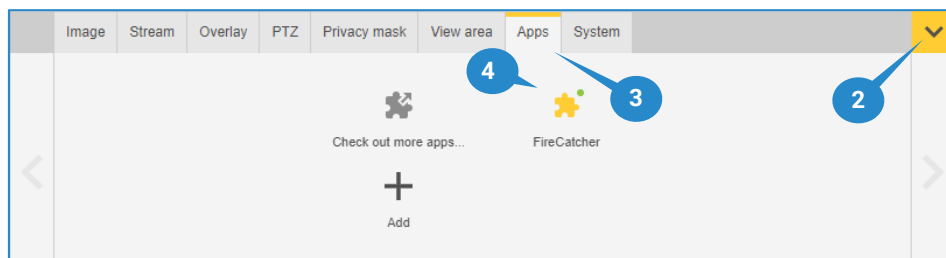 Image Stream Overlay PTZ Privacy mask View area Apps System
4
3
2
Check out more apps...
FireCatcher
Add